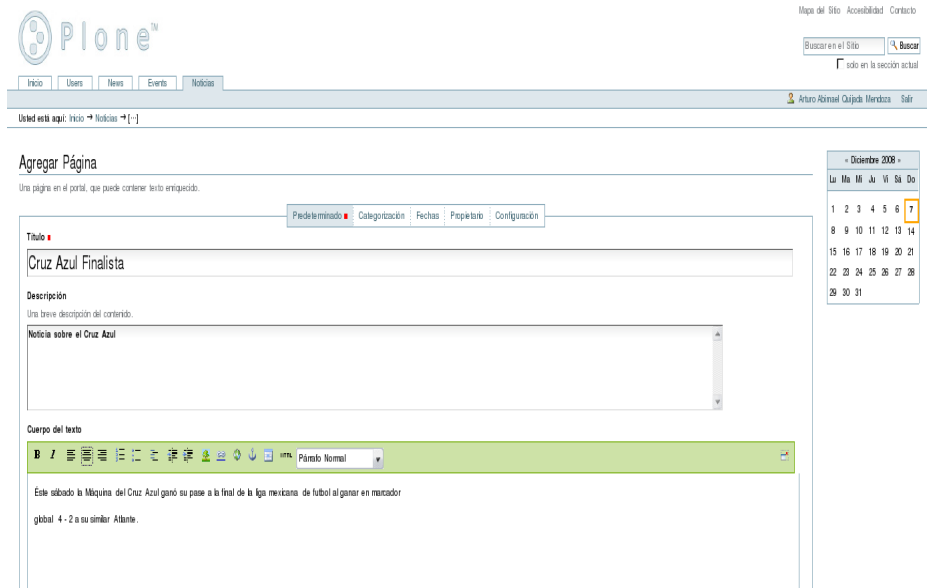 Mapa del Sitio Accesibilidad Contacto
Plone™
Buscar en el Sitio Buscar
solo en la sección actual
Inicio Users News Events Noticias
Arturo Abimael Quijada Mendoza Salir
Usted está aquí: Inicio → Noticias → [···]
Agregar Página
Una página en el portal, que puede contener texto enriquecido.
Predeterminado Categorización Fechas Propietario Configuración
Título
Cruz Azul Finalista
Descripción
Una breve descripción del contenido.
Noticia sobre el Cruz Azul
Cuerpo del texto
B I HTML Párrafo Normal
Éste sábado la Máquina del Cruz Azul ganó su pase a la final de la liga mexicana de futbol al ganar en marcador
global 4 - 2 a su similar Atlante.
« Diciembre 2008 »
Lu Ma Mi Ju Vi Sá Do
1 2 3 4 5 6 7
8 9 10 11 12 13 14
15 16 17 18 19 20 21
22 23 24 25 26 27 28
29 30 31